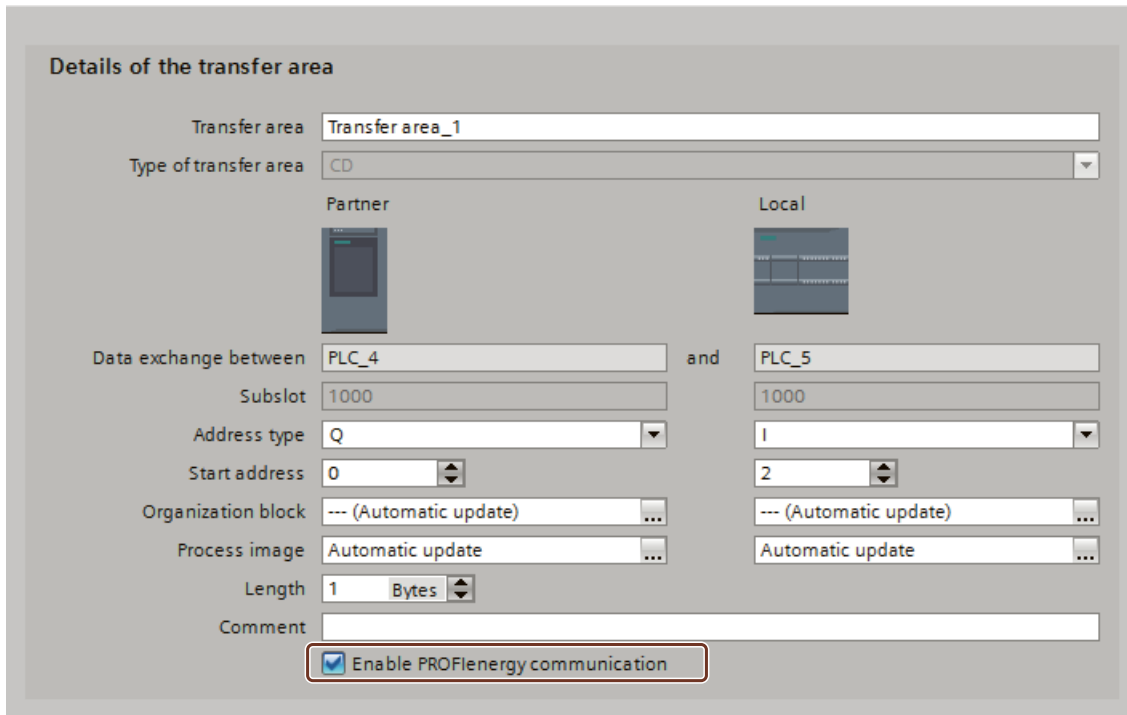 Details of the transfer area
Transfer area Transfer area_1
Type of transfer area CD
Partner Local
Data exchange between PLC_4 and PLC_5
Subslot 1000 1000
Address type Q I
Start address 0 2
Organization block --- (Automatic update) ... --- (Automatic update) ...
Process image Automatic update ... Automatic update ...
Length 1 Bytes
Comment
Enable PROFIenergy communication